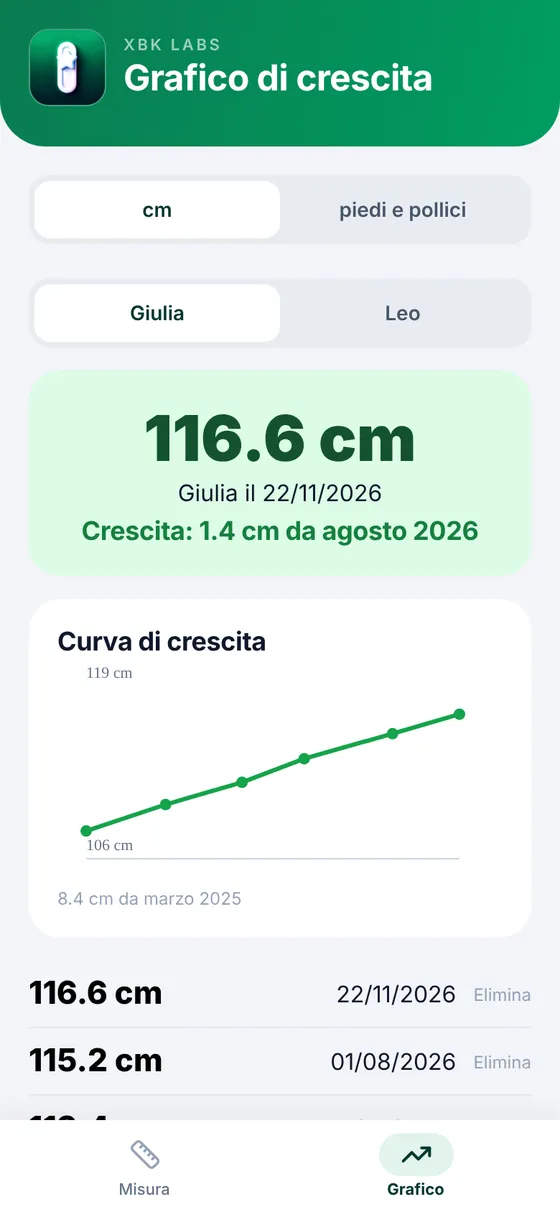 XBK LABS
Grafico di crescita
cm
piedi e pollici
Giulia
Leo
116.6 cm
Giulia il 22/11/2026
Crescita: 1.4 cm da agosto 2026
Curva di crescita
119 cm
106 cm
8.4 cm da marzo 2025
116.6 cm 22/11/2026 Elimina
115.2 cm 01/08/2026 Elimina
Misura
Grafico